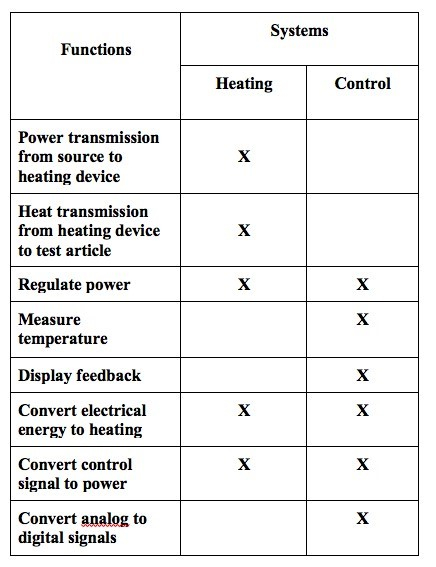 Functions
Systems
Heating Control
Power transmission
from source to
heating device
X
Heat transmission
from heating device
to test article
X
Regulate power X X
Measure
temperature
X
Display feedback X
Convert electrical
energy to heating
X X
Convert control
signal to power
X X
Convert analog to
digital signals
X